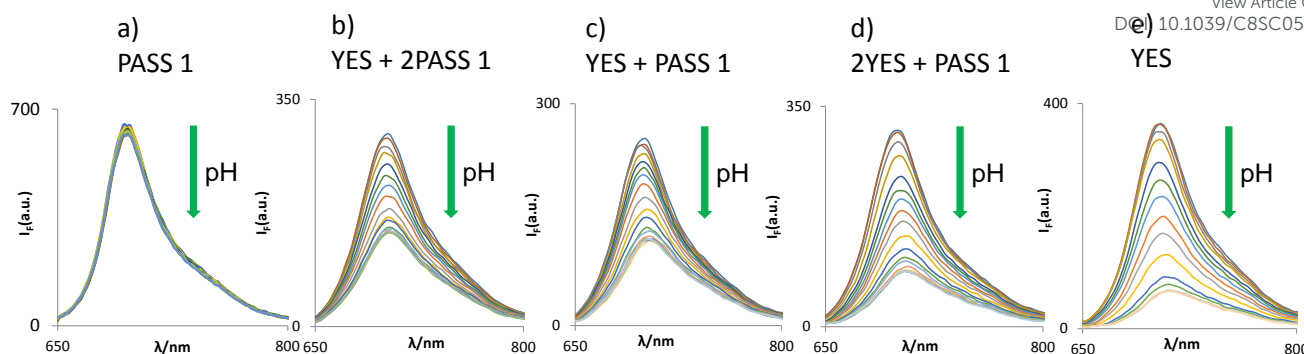 View Article O
DOI: 10.1039/C8SC05
a)
PASS 1
b)
YES + 2PASS 1
c)
YES + PASS 1
d)
2YES + PASS 1
e)
YES
700
0
650
800
λ/nm
IF(a.u.)
pH
350
0
650
800
λ/nm
IF(a.u.)
pH
300
0
650
800
λ/nm
IF(a.u.)
pH
350
0
650
800
λ/nm
IF(a.u.)
pH
400
0
650
800
λ/nm
IF(a.u.)
pH